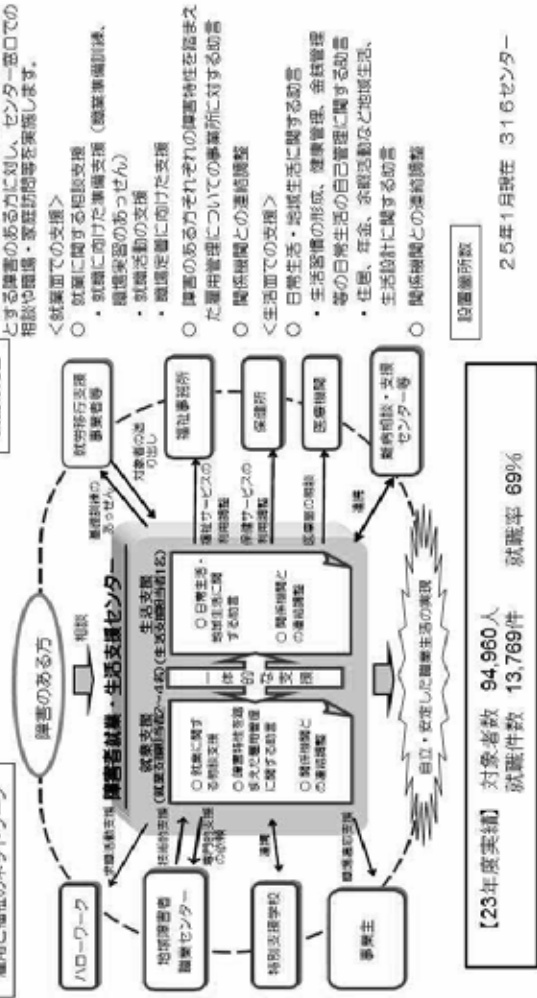 雇用と福祉のネットワーク
障害のある方
相談
ハローワーク
地域障害者
職業センター
特別支援学校
事業主
求職活動支援
技術的支援
専門的支援
の依頼
連携
職場適応支援
障害者就業・生活支援センター
就業支援
(就業支援担当者2~4名)
生活支援
(生活支援担当者1名)
○ 就業に関す
る相談支援
○ 障害特性を踏
まえた雇用管理
に関する助言
○ 関係機関と
の連絡調整
一体的な支援
○ 日常生活・
地域生活に関
する助言
○ 関係機関と
の連絡調整
自立・安定した職業生活の実現
基礎訓練の
あっせん
対象者の送
り出し
福祉サービスの
利用調整
保健サービスの
利用調整
医療面の相談
連携
就労移行支援
事業者等
福祉事務所
保健所
医療機関
難病相談・支援
センター等
とする障害のある方に対し、センター窓口での
相談や職場・家庭訪問等を実施します。
<就業面での支援>
○ 就業に関する相談支援
・就職に向けた準備支援(職業準備訓練、
職場実習のあっせん)
・就職活動の支援
・職場定着に向けた支援
○ 障害のある方それぞれの障害特性を踏まえ
た雇用管理についての事業所に対する助言
○ 関係機関との連絡調整
<生活面での支援>
○ 日常生活・地域生活に関する助言
・生活習慣の形成、健康管理、金銭管理
等の日常生活の自己管理に関する助言
・住居、年金、余暇活動など地域生活、
生活設計に関する助言
○ 関係機関との連絡調整
設置箇所数
25年1月現在 316センター
【23年度実績】 対象者数 94,960人
就職件数 13,769件 就職率 69%